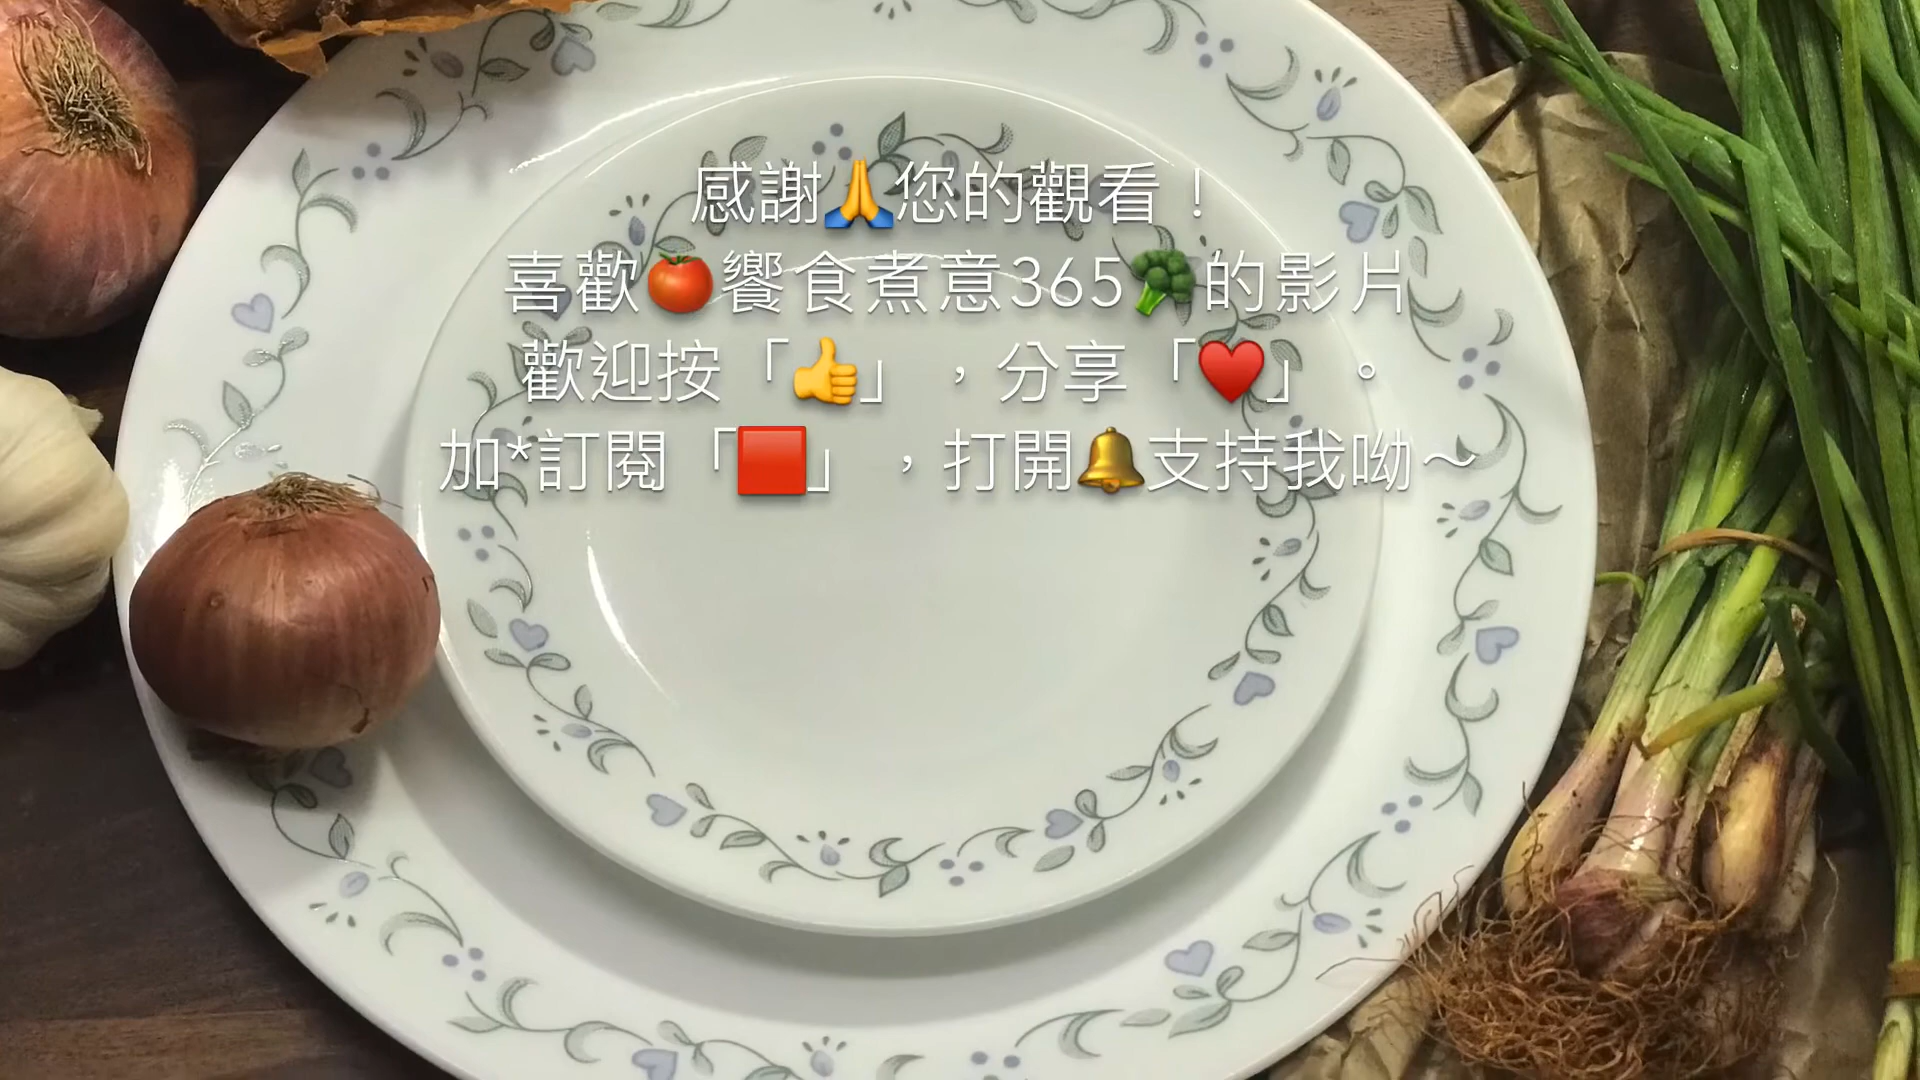 感謝🙏您的觀看！
喜歡🍅饗食煮意365🥦的影片
歡迎按「👍」，分享「♥️」。
加*訂閱「🟥」，打開🔔支持我呦～